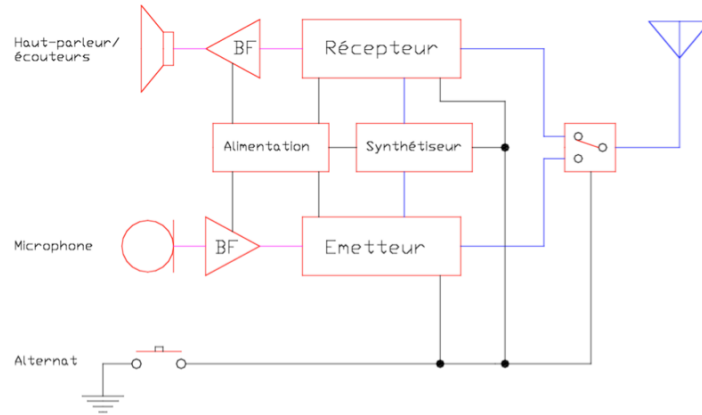 Haut-parleur/
écouteurs
BF
Récepteur
Alimentation
Synthétiseur
Microphone
BF
Emetteur
Alternat